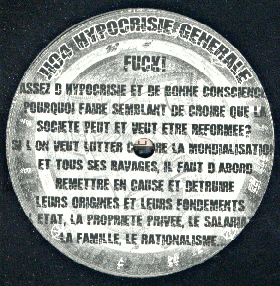 HYPOCRISIE GENERALE
FUCK!
ASSEZ D HYPOCRISIE ET DE BONNE CONSCIENCE
POURQUOI FAIRE SEMBLANT DE CROIRE QUE LA
SOCIETE PEUT ET VEUT ETRE REFORMEE?
SI L ON VEUT LUTTER CONTRE LA MONDIALISATION
ET TOUS SES RAVAGES, IL FAUT D ABORD
REMETTRE EN CAUSE ET DETRUIRE
LEURS ORIGINES ET LEURS FONDEMENTS
L ETAT, LA PROPRIETE PRIVEE, LE SALARIAT
LA FAMILLE, LE RATIONALISME...